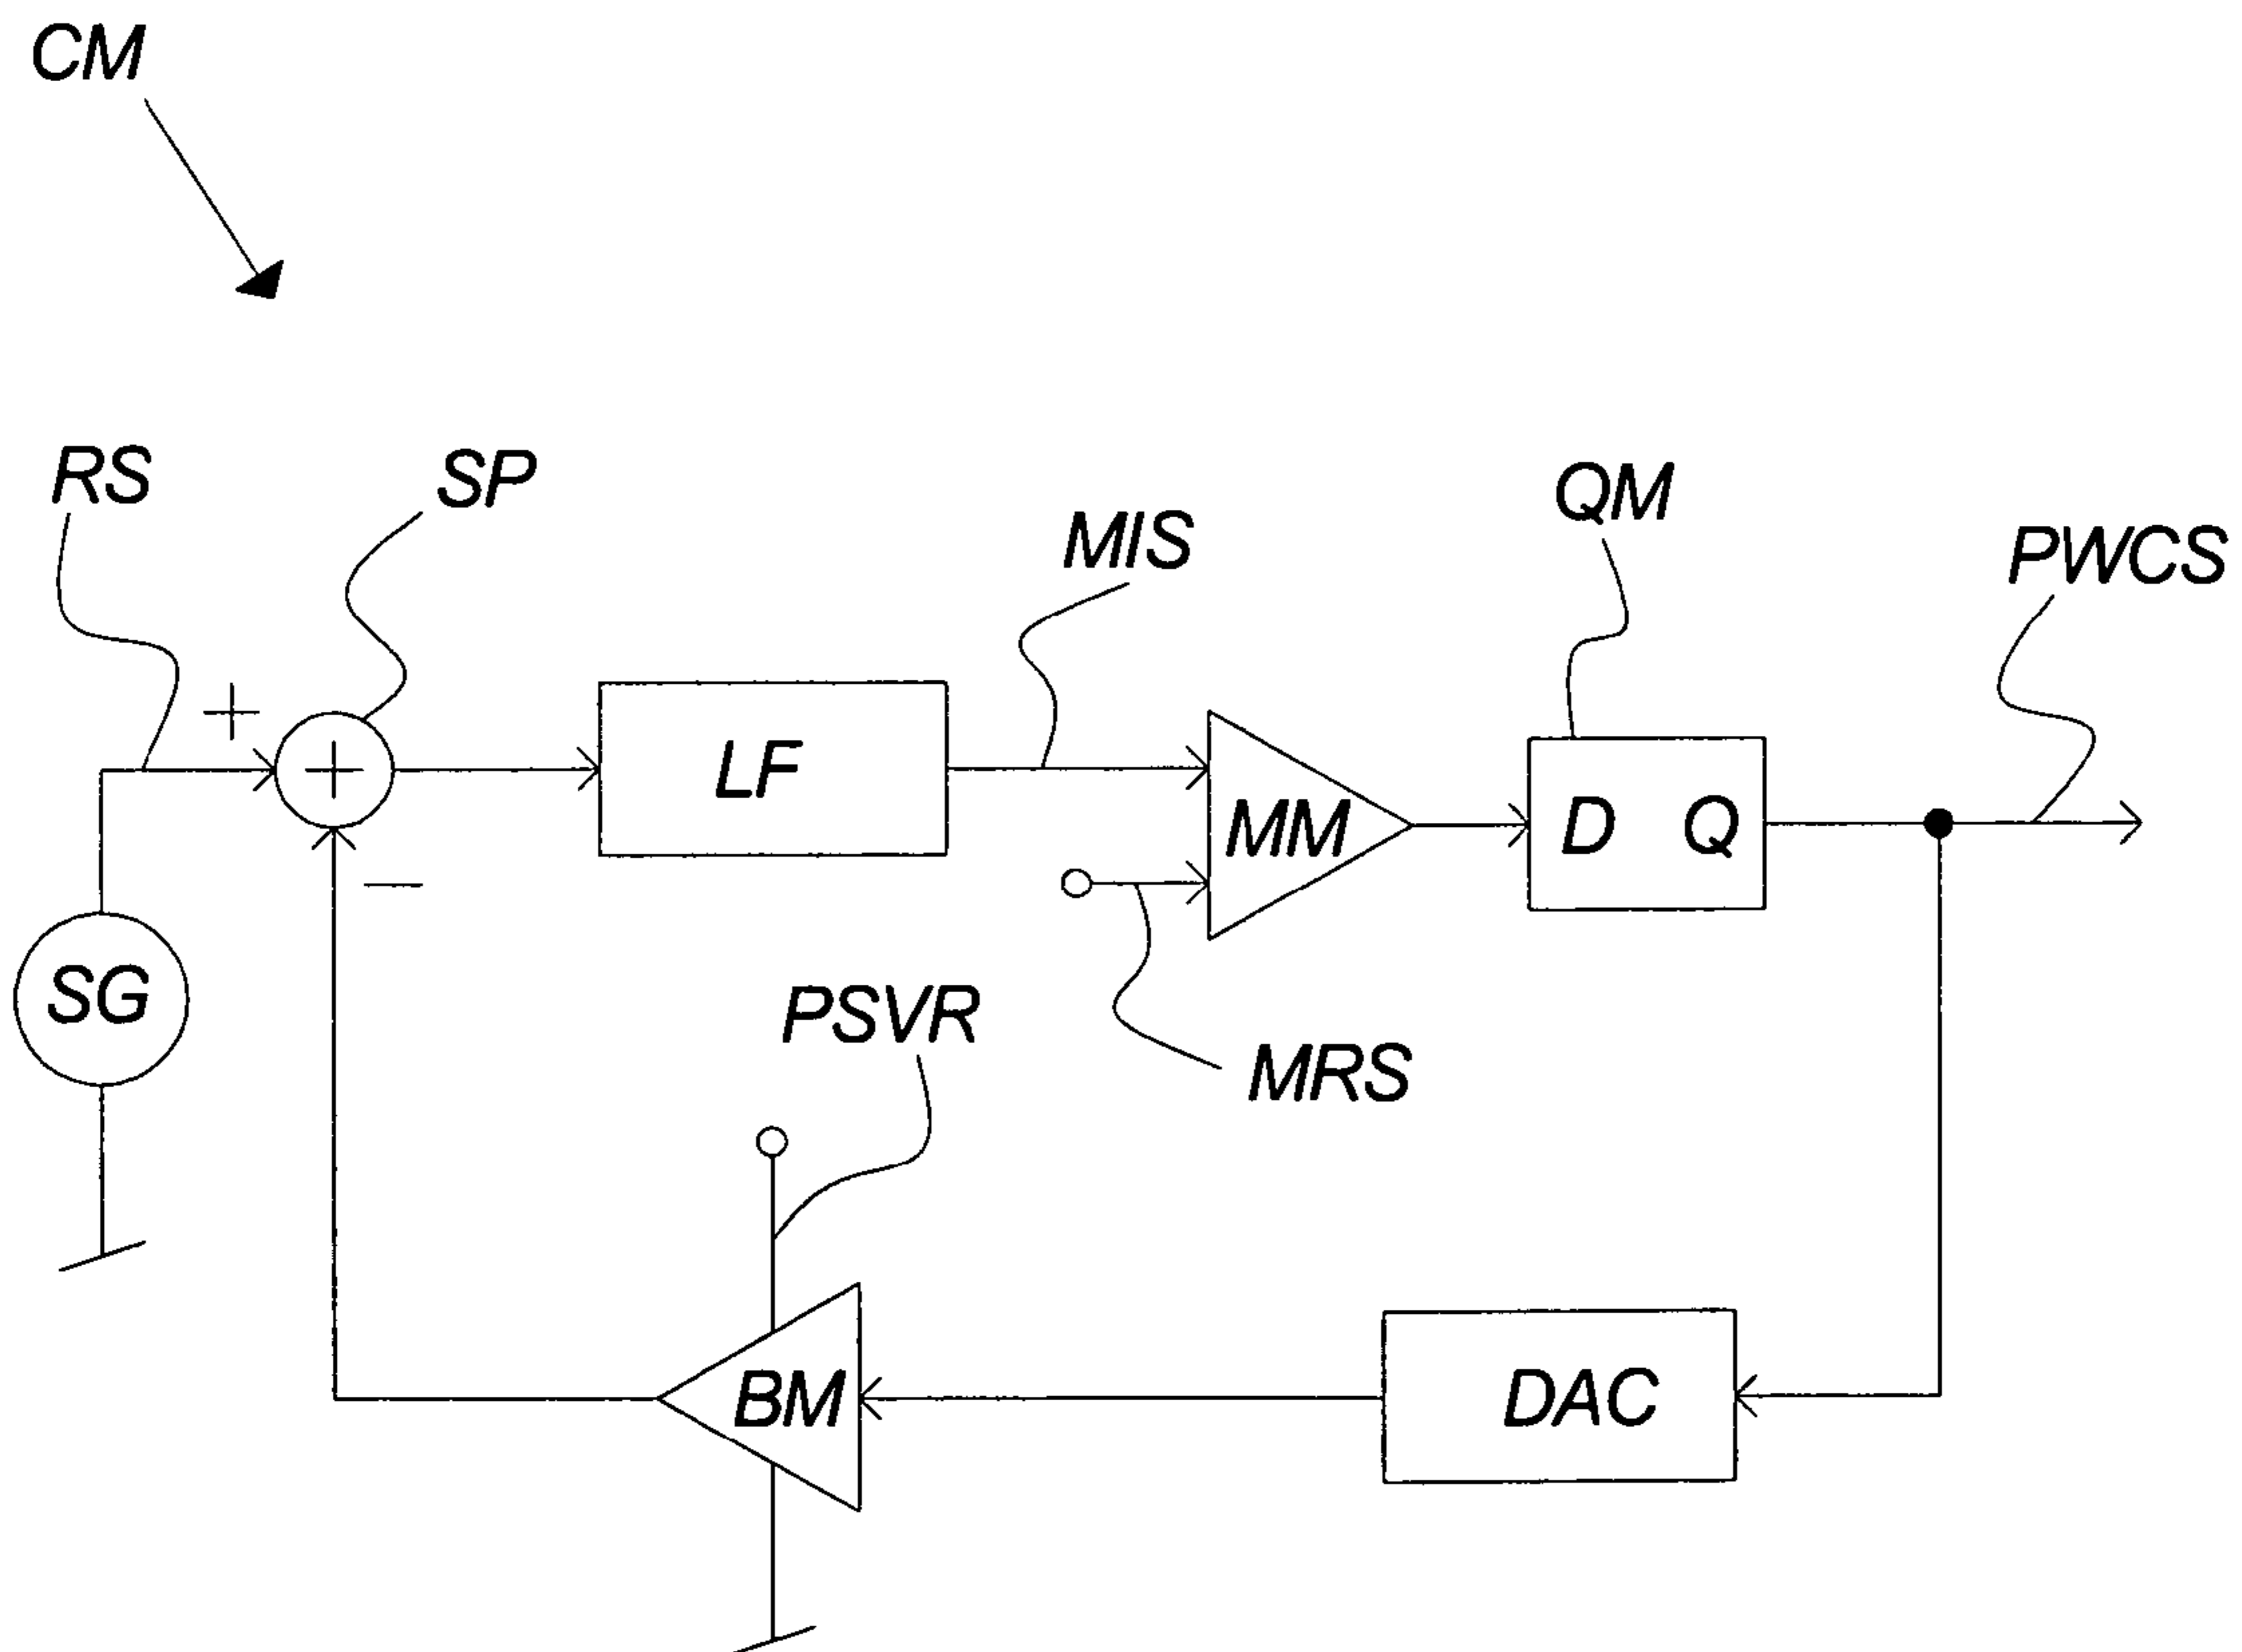 CM
RS
SP
MIS
QM
PWCS
+
+
LF
MM
D Q
−
SG
PSVR
MRS
BM
DAC